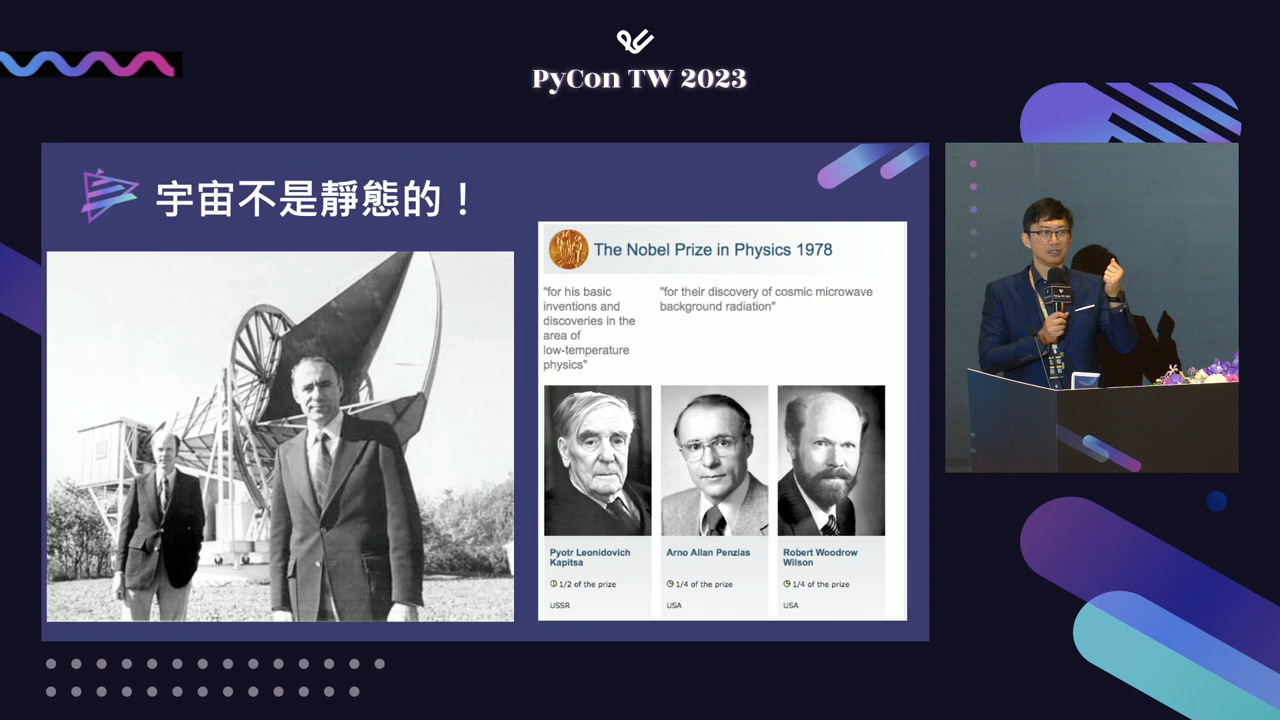 PyCon TW 2023
宇宙不是靜態的！
The Nobel Prize in Physics 1978
"for his basic
inventions and
discoveries in the
area of
low-temperature
physics"
"for their discovery of cosmic microwave
background radiation"
Pyotr Leonidovich
Kapitsa
1/2 of the prize
USSR
Arno Allan Penzias
1/4 of the prize
USA
Robert Woodrow
Wilson
1/4 of the prize
USA